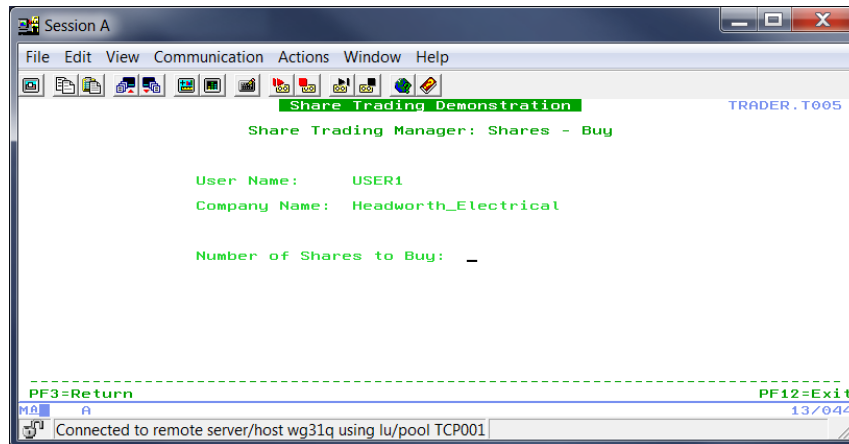 Session A
File Edit View Communication Actions Window Help
Share Trading Demonstration TRADER.T005
Share Trading Manager: Shares - Buy
User Name: USER1
Company Name: Headworth_Electrical
Number of Shares to Buy: _
PF3=Return PF12=Exit
MA A 13/044
Connected to remote server/host wg31q using lu/pool TCP001